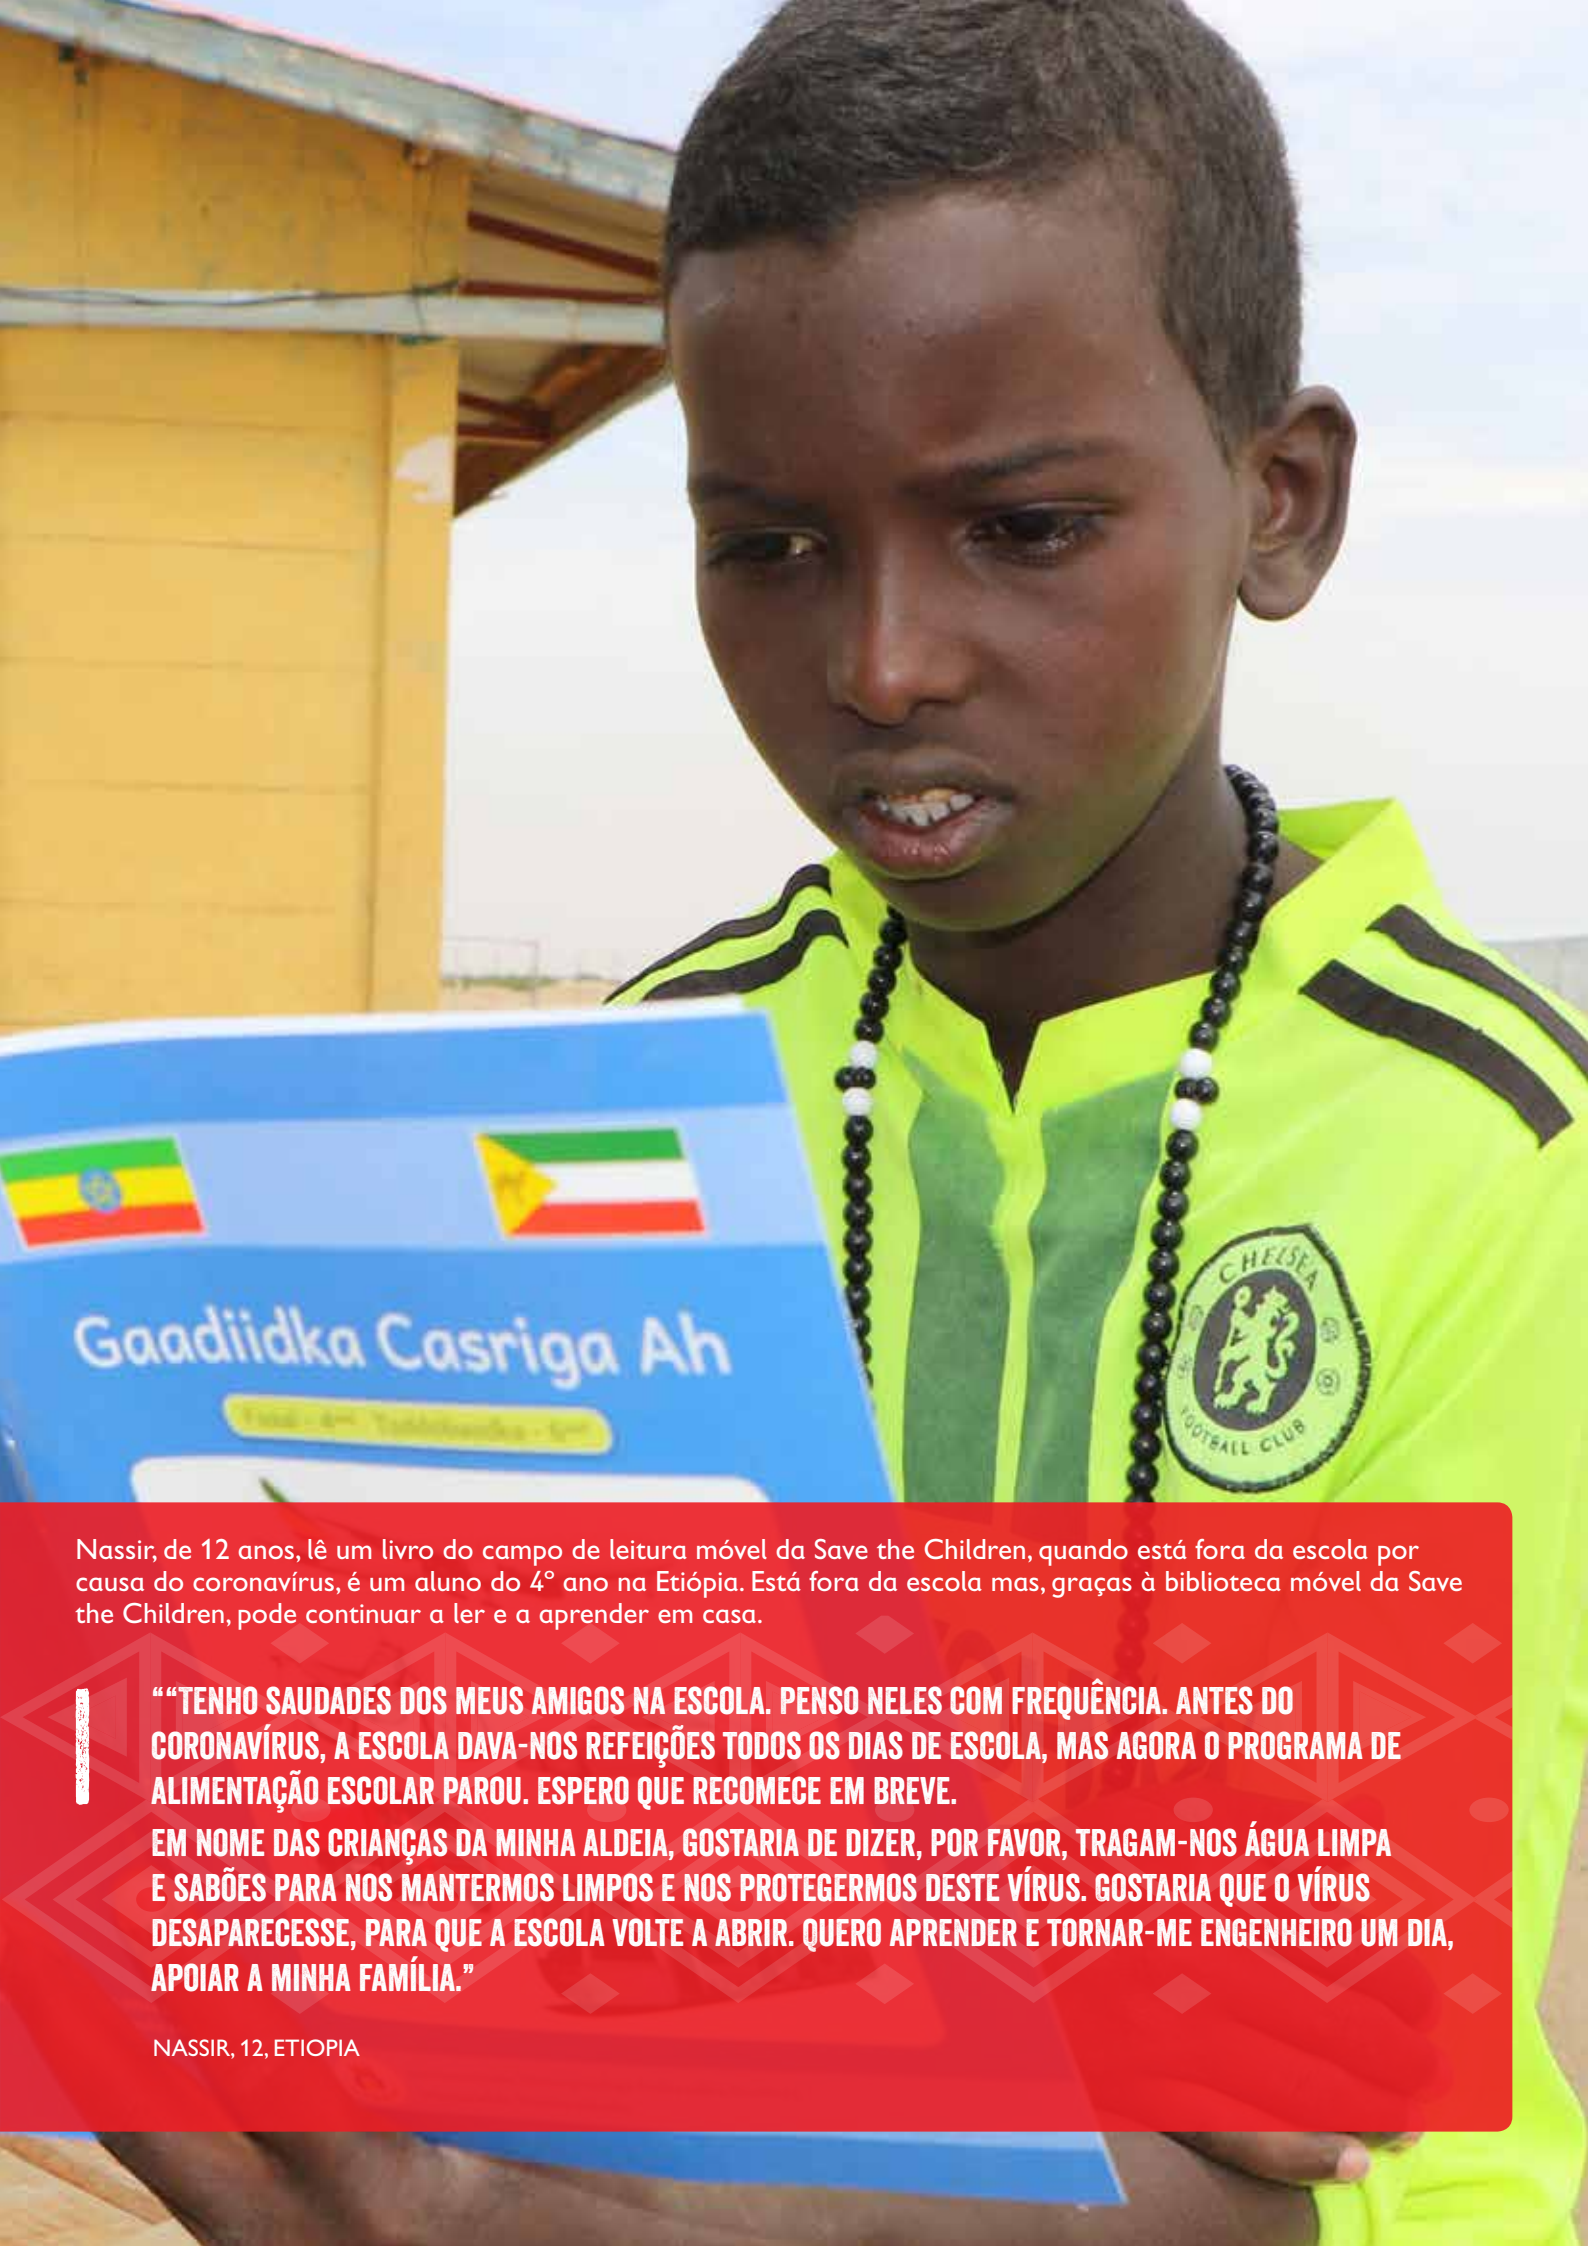 Gaadiidka Casriga Ah
CHELSEA
FOOTBALL CLUB
Nassir, de 12 anos, lê um livro do campo de leitura móvel da Save the Children, quando está fora da escola por
causa do coronavírus, é um aluno do 4º ano na Etiópia. Está fora da escola mas, graças à biblioteca móvel da Save
the Children, pode continuar a ler e a aprender em casa.
““TENHO SAUDADES DOS MEUS AMIGOS NA ESCOLA. PENSO NELES COM FREQUÊNCIA. ANTES DO
CORONAVÍRUS, A ESCOLA DAVA-NOS REFEIÇÕES TODOS OS DIAS DE ESCOLA, MAS AGORA O PROGRAMA DE
ALIMENTAÇÃO ESCOLAR PAROU. ESPERO QUE RECOMECE EM BREVE.
EM NOME DAS CRIANÇAS DA MINHA ALDEIA, GOSTARIA DE DIZER, POR FAVOR, TRAGAM-NOS ÁGUA LIMPA
E SABÕES PARA NOS MANTERMOS LIMPOS E NOS PROTEGERMOS DESTE VÍRUS. GOSTARIA QUE O VÍRUS
DESAPARECESSE, PARA QUE A ESCOLA VOLTE A ABRIR. QUERO APRENDER E TORNAR-ME ENGENHEIRO UM DIA,
APOIAR A MINHA FAMÍLIA.”
NASSIR, 12, ETIOPIA